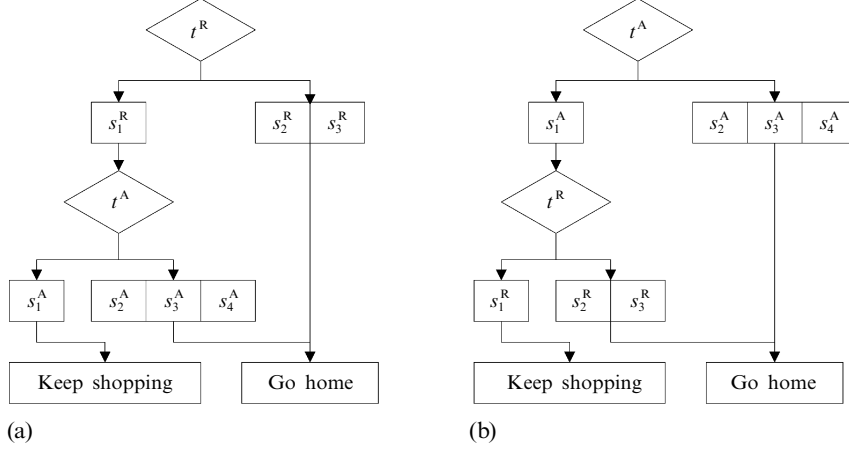 t^R
s_1^R
s_2^R s_3^R
t^A
s_1^A
s_2^A s_3^A s_4^A
Keep shopping
Go home
(a)
t^A
s_1^A
s_2^A s_3^A s_4^A
t^R
s_1^R
s_2^R s_3^R
Keep shopping
Go home
(b)